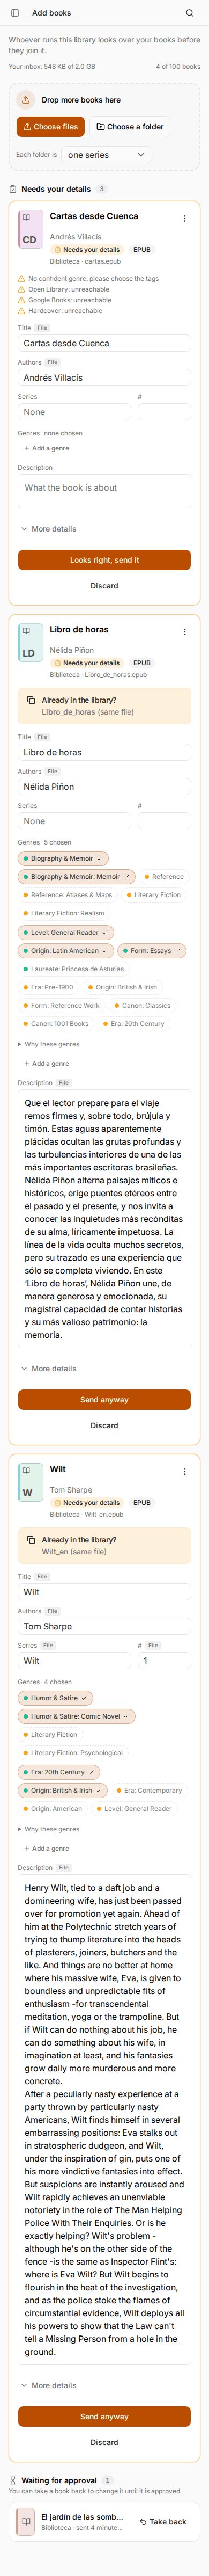 Add books
Whoever runs this library looks over your books before
they join it.
Your inbox: 548 KB of 2.0 GB
4 of 100 books
Drop more books here
Choose files
Choose a folder
Each folder is
one series
Needs your details
3
CD
Cartas desde Cuenca
Andrés Villacís
Needs your details
EPUB
Biblioteca · cartas.epub
No confident genre: please choose the tags
Open Library: unreachable
Google Books: unreachable
Hardcover: unreachable
Title File
Cartas desde Cuenca
Authors File
Andrés Villacís
Series
#
None
Genres none chosen
+ Add a genre
Description
What the book is about
More details
Looks right, send it
Discard
LD
Libro de horas
Nélida Piñon
Needs your details
EPUB
Biblioteca · Libro_de_horas.epub
Already in the library?
Libro_de_horas (same file)
Title File
Libro de horas
Authors File
Nélida Piñon
Series
#
None
Genres 5 chosen
Biography & Memoir
Biography & Memoir: Memoir
Reference
Reference: Atlases & Maps
Literary Fiction
Literary Fiction: Realism
Level: General Reader
Origin: Latin American
Form: Essays
Laureate: Princesa de Asturias
Era: Pre-1900
Origin: British & Irish
Form: Reference Work
Canon: Classics
Canon: 1001 Books
Era: 20th Century
Why these genres
+ Add a genre
Description File
Que el lector prepare para el viaje
remos firmes y, sobre todo, brújula y
timón. Estas aguas aparentemente
plácidas ocultan las grutas profundas y
las turbulencias interiores de una de las
más importantes escritoras brasileñas.
Nélida Piñon alterna paisajes míticos e
históricos, erige puentes etéreos entre
el pasado y el presente, y nos invita a
conocer las inquietudes más recónditas
de su alma, líricamente impetuosa. La
línea de la vida oculta muchos secretos,
pero su trazado es una experiencia que
sólo se completa viviendo. En este
‘Libro de horas’, Nélida Piñon une, de
manera generosa y emocionada, su
magistral capacidad de contar historias
y su más valioso patrimonio: la
memoria.
More details
Send anyway
Discard
W
Wilt
Tom Sharpe
Needs your details
EPUB
Biblioteca · Wilt_en.epub
Already in the library?
Wilt_en (same file)
Title File
Wilt
Authors File
Tom Sharpe
Series File
# File
Wilt
1
Genres 4 chosen
Humor & Satire
Humor & Satire: Comic Novel
Literary Fiction
Literary Fiction: Psychological
Era: 20th Century
Origin: British & Irish
Era: Contemporary
Origin: American
Level: General Reader
Why these genres
+ Add a genre
Description File
Henry Wilt, tied to a daft job and a
domineering wife, has just been passed
over for promotion yet again. Ahead of
him at the Polytechnic stretch years of
trying to thump literature into the heads
of plasterers, joiners, butchers and the
like. And things are no better at home
where his massive wife, Eva, is given to
boundless and unpredictable fits of
enthusiasm -for transcendental
meditation, yoga or the trampoline. But
if Wilt can do nothing about his job, he
can do something about his wife, in
imagination at least, and his fantasies
grow daily more murderous and more
concrete.
After a peculiarly nasty experience at a
party thrown by particularly nasty
Americans, Wilt finds himself in several
embarrassing positions: Eva stalks out
in stratospheric dudgeon, and Wilt,
under the inspiration of gin, puts one of
his more vindictive fantasies into effect.
But suspicions are instantly aroused and
Wilt rapidly achieves an unenviable
notoriety in the role of The Man Helping
Police With Their Enquiries. Or is he
exactly helping? Wilt's problem -
although he's on the other side of the
fence -is the same as Inspector Flint's:
where is Eva Wilt? But Wilt begins to
flourish in the heat of the investigation,
and as the police stoke the flames of
circumstantial evidence, Wilt deploys all
his powers to show that the Law can't
tell a Missing Person from a hole in the
ground.
More details
Send anyway
Discard
Waiting for approval
1
You can take a book back to change it until it is approved
El jardín de las somb...
Biblioteca · sent 4 minute...
Take back